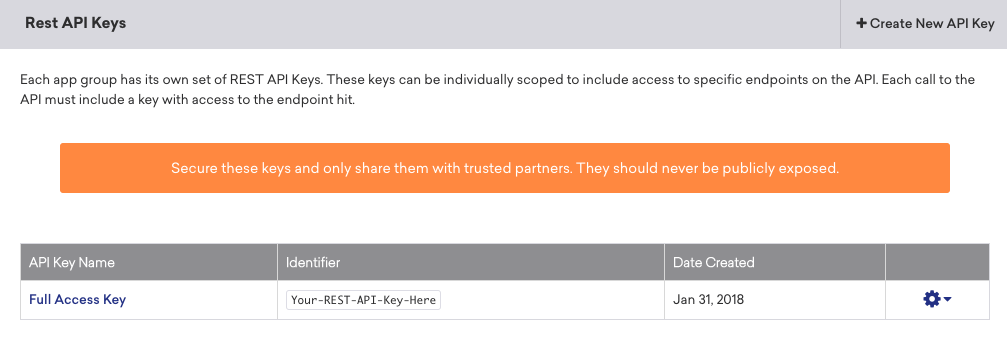 Rest API Keys
+ Create New API Key
Each app group has its own set of REST API Keys. These keys can be individually scoped to include access to specific endpoints on the API. Each call to the
API must include a key with access to the endpoint hit.
Secure these keys and only share them with trusted partners. They should never be publicly exposed.
API Key Name Identifier Date Created
Full Access Key Your-REST-API-Key-Here Jan 31, 2018